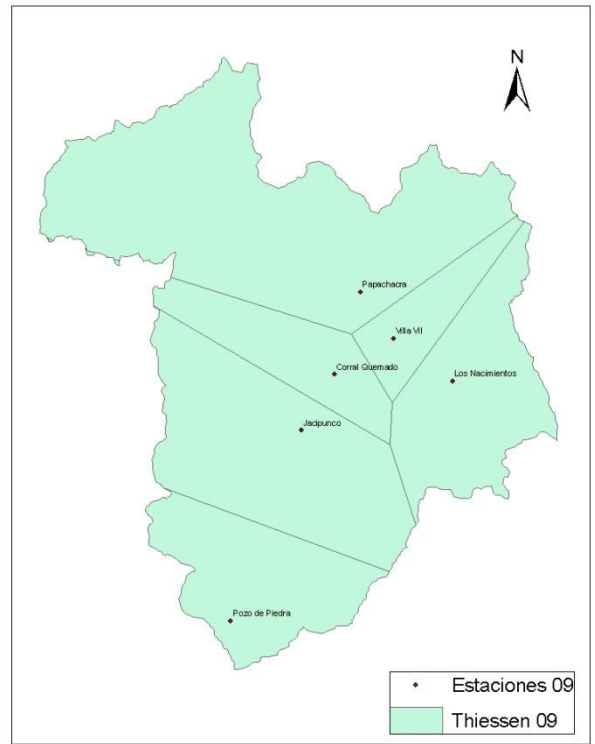 N
Papachacra
Villa Vil
Corral Quemado
Los Nacimientos
Jacipunco
Pozo de Piedra
Estaciones 09
Thiessen 09